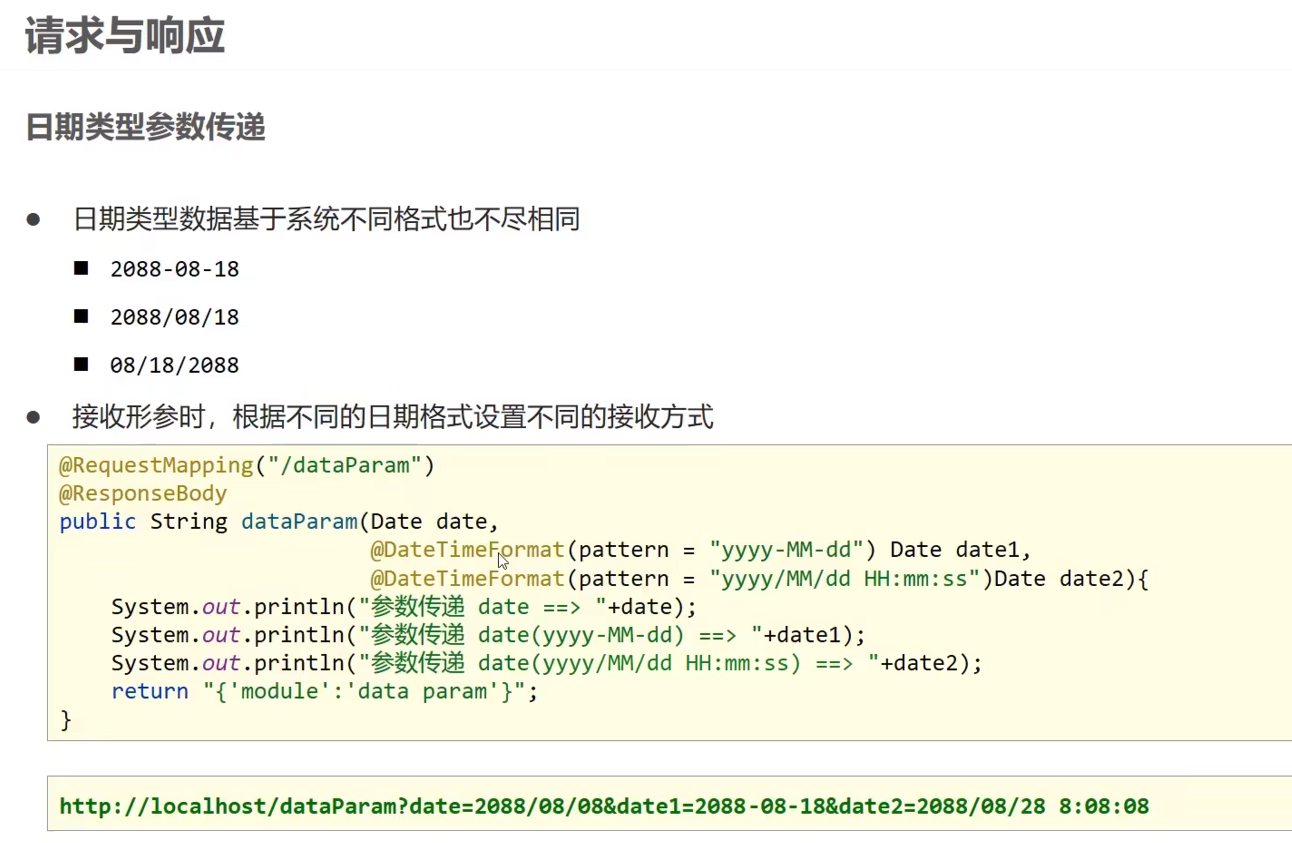 请求与响应
日期类型参数传递
● 日期类型数据基于系统不同格式也不尽相同
■ 2088-08-18
■ 2088/08/18
■ 08/18/2088
● 接收形参时，根据不同的日期格式设置不同的接收方式
@RequestMapping("/dataParam")
@ResponseBody
public String dataParam(Date date,
                        @DateTimeFormat(pattern = "yyyy-MM-dd") Date date1,
                        @DateTimeFormat(pattern = "yyyy/MM/dd HH:mm:ss")Date date2){
    System.out.println("参数传递 date ==> "+date);
    System.out.println("参数传递 date(yyyy-MM-dd) ==> "+date1);
    System.out.println("参数传递 date(yyyy/MM/dd HH:mm:ss) ==> "+date2);
    return "{'module':'data param'}";
}
http://localhost/dataParam?date=2088/08/08&date1=2088-08-18&date2=2088/08/28 8:08:08